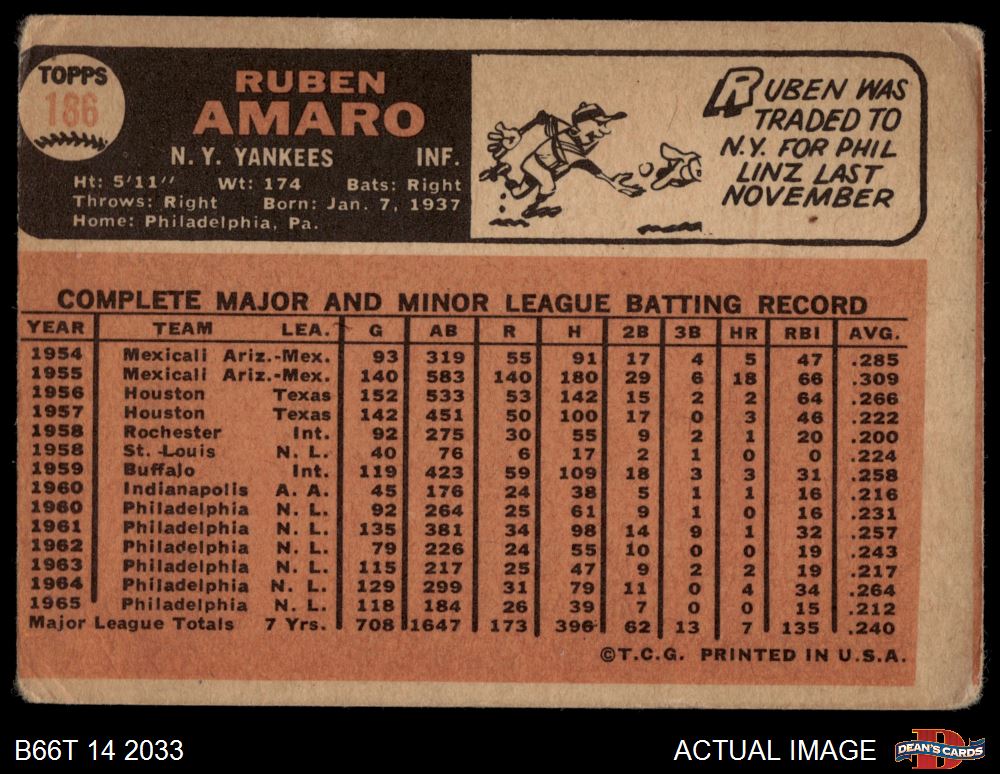 TOPPS
186
RUBEN
AMARO
N. Y. YANKEES INF.
Ht: 5'11" Wt: 174 Bats: Right
Throws: Right Born: Jan. 7, 1937
Home: Philadelphia, Pa.
RUBEN WAS
TRADED TO
N.Y. FOR PHIL
LINZ LAST
NOVEMBER
COMPLETE MAJOR AND MINOR LEAGUE BATTING RECORD
YEAR TEAM LEA. G AB R H 2B 3B HR RBI AVG.
1954 Mexicali Ariz.-Mex. 93 319 55 91 17 4 5 47 .285
1955 Mexicali Ariz.-Mex. 140 583 140 180 29 6 18 66 .309
1956 Houston Texas 152 533 53 142 15 2 2 64 .266
1957 Houston Texas 142 451 50 100 17 0 3 46 .222
1958 Rochester Int. 92 275 30 55 9 2 1 20 .200
1958 St. Louis N. L. 40 76 6 17 2 1 0 0 .224
1959 Buffalo Int. 119 423 59 109 18 3 3 31 .258
1960 Indianapolis A. A. 45 176 24 38 5 1 1 16 .216
1960 Philadelphia N. L. 92 264 25 61 9 1 0 16 .231
1961 Philadelphia N. L. 135 381 34 98 14 9 1 32 .257
1962 Philadelphia N. L. 79 226 24 55 10 0 0 19 .243
1963 Philadelphia N. L. 115 217 25 47 9 2 2 19 .217
1964 Philadelphia N. L. 129 299 31 79 11 0 4 34 .264
1965 Philadelphia N. L. 118 184 26 39 7 0 0 15 .212
Major League Totals 7 Yrs. 708 1647 173 396 62 13 7 135 .240
©T.C.G. PRINTED IN U.S.A.
B66T 14 2033
ACTUAL IMAGE
D
DEAN'S CARDS